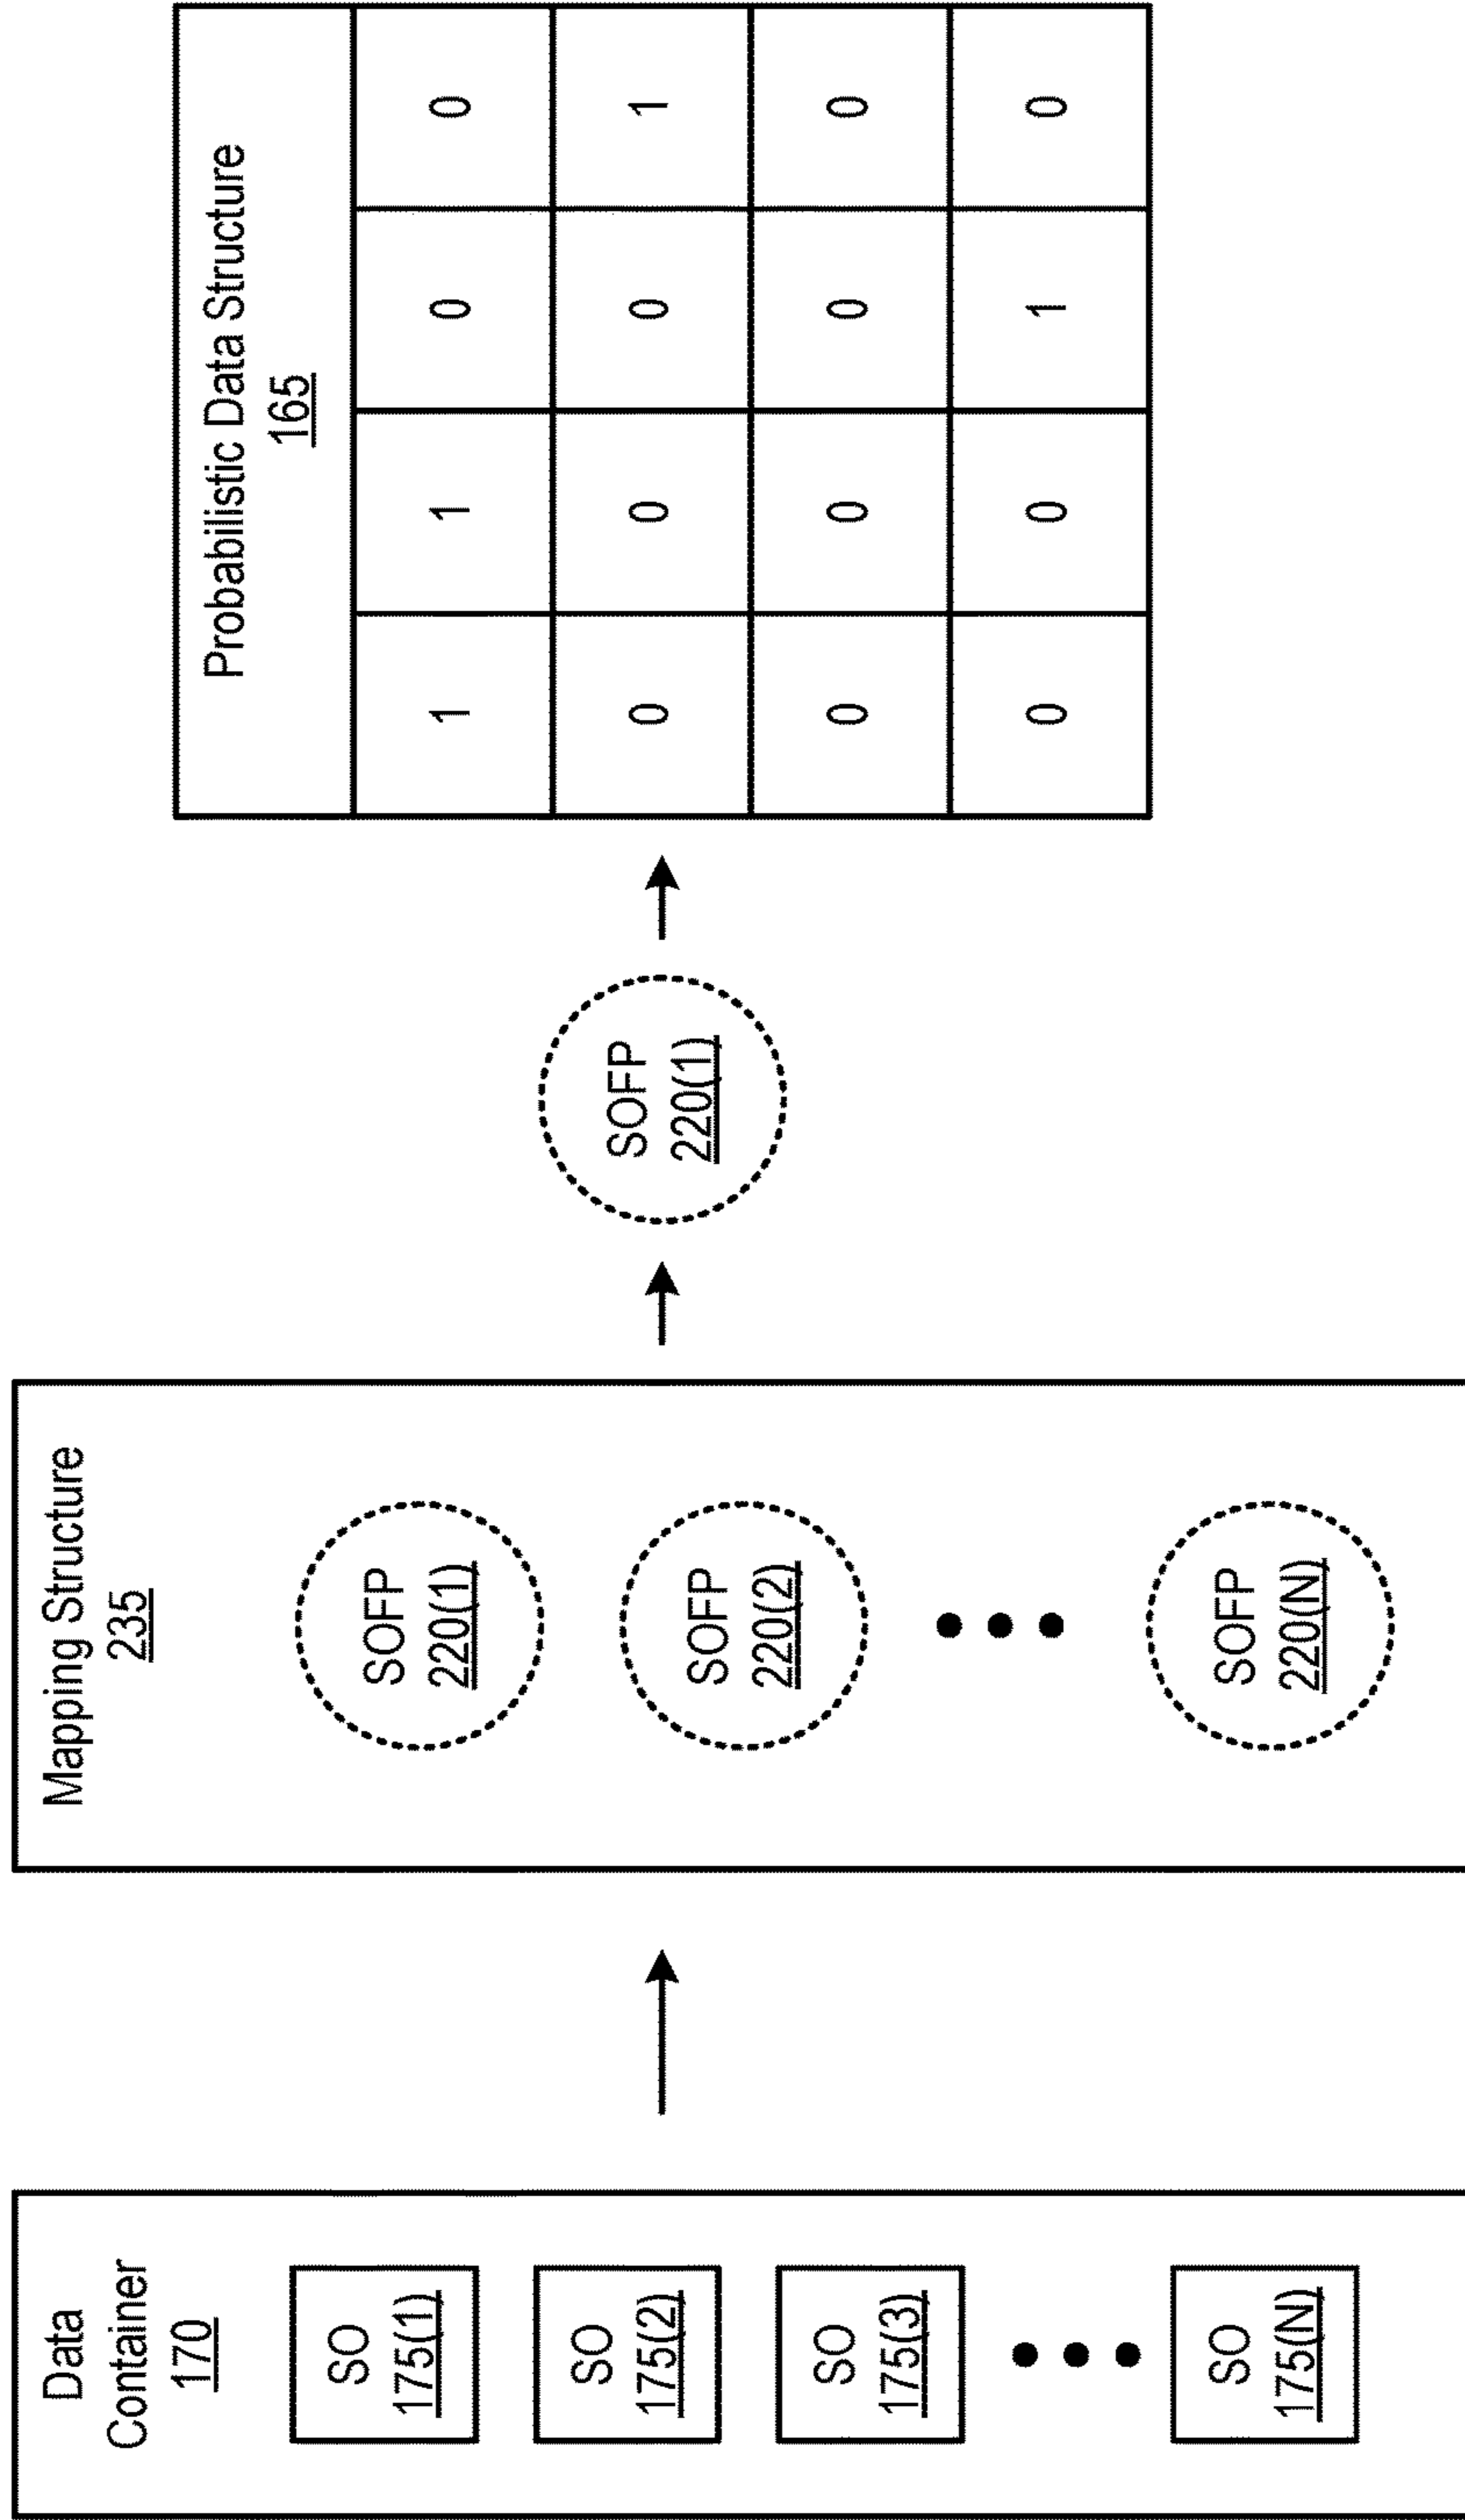 Data
Container
170
SO
175(1)
SO
175(2)
SO
175(3)
SO
175(N)
Mapping Structure
235
SOFP
220(1)
SOFP
220(2)
SOFP
220(N)
SOFP
220(1)
Probabilistic Data Structure
165
1 1 0 0
0 0 0 1
0 0 0 0
0 0 1 0